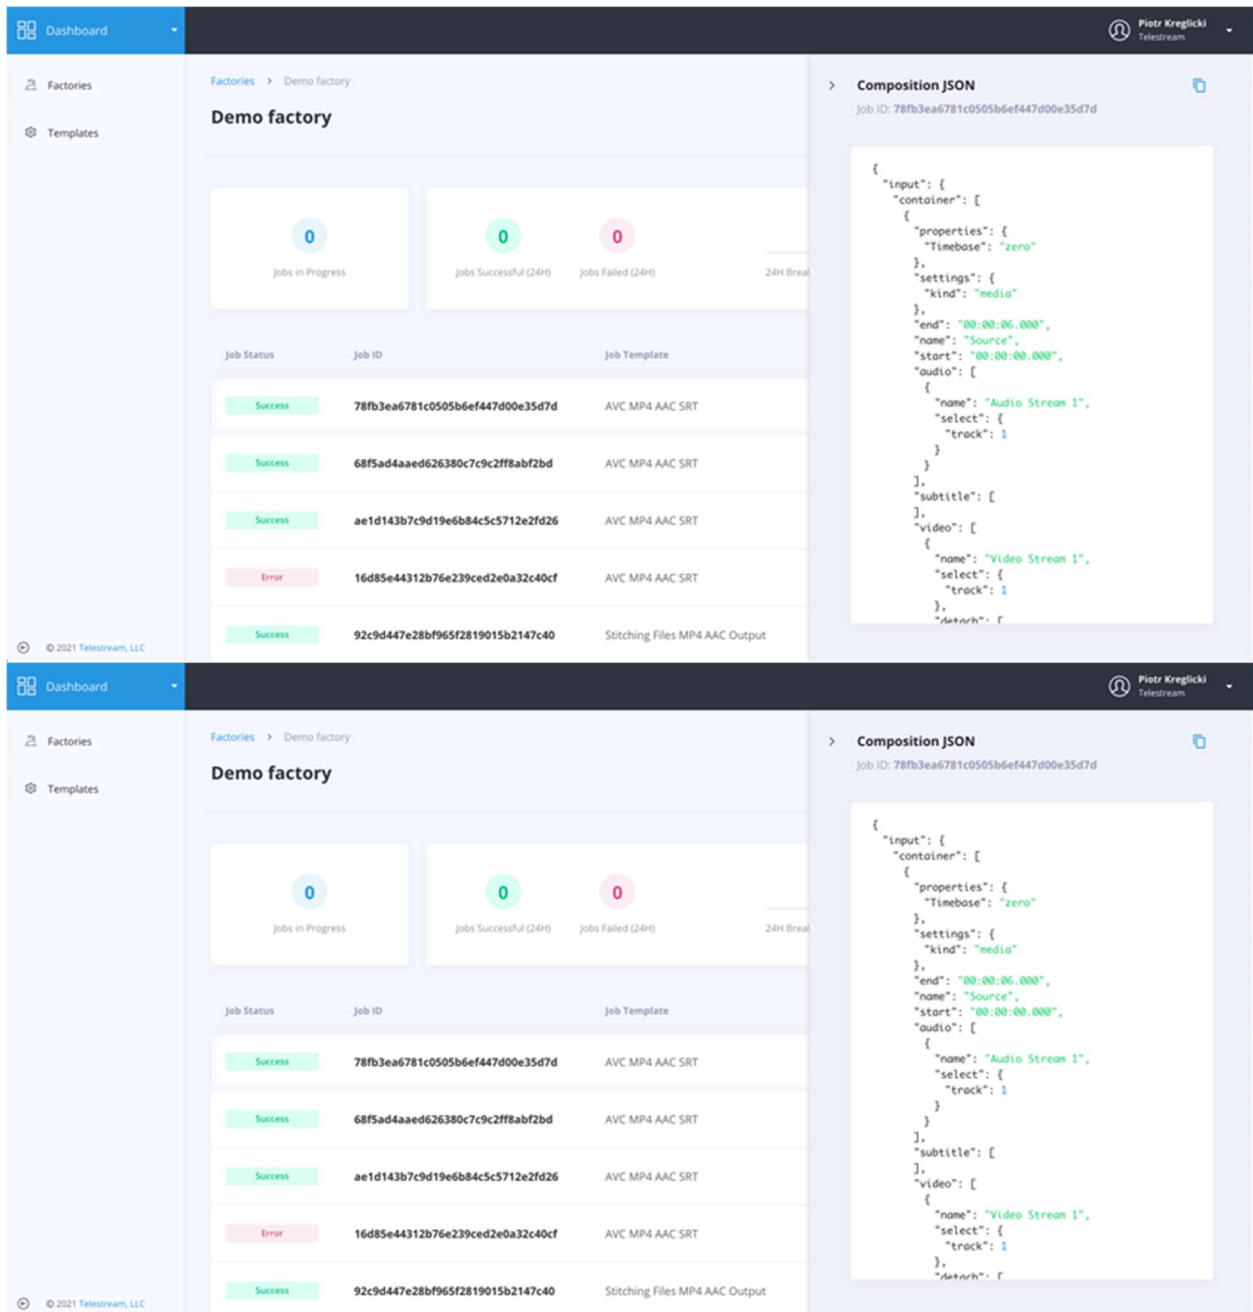 Dashboard
Piotr Kreglicki
Telestream
Factories
Templates
Factories > Demo factory
Demo factory
0
Jobs in Progress
0
Jobs Successful (24H)
0
Jobs Failed (24H)
24H Breal
Job Status Job ID Job Template
Success 78fb3ea6781c0505b6ef447d00e35d7d AVC MP4 AAC SRT
Success 68f5ad4aaed626380c7c9c2ff8abf2bd AVC MP4 AAC SRT
Success ae1d143b7c9d19e6b84c5c5712e2fd26 AVC MP4 AAC SRT
Error 16d85e44312b76e239ced2e0a32c40cf AVC MP4 AAC SRT
Success 92c9d447e28bf965f2819015b2147c40 Stitching Files MP4 AAC Output
© 2021 Telestream, LLC
> Composition JSON
Job ID: 78fb3ea6781c0505b6ef447d00e35d7d
{
"input": {
"container": [
{
"properties": {
"Timebase": "zero"
},
"settings": {
"kind": "media"
},
"end": "00:00:06.000",
"name": "Source",
"start": "00:00:00.000",
"audio": [
{
"name": "Audio Stream 1",
"select": {
"track": 1
}
}
],
"subtitle": [
],
"video": [
{
"name": "Video Stream 1",
"select": {
"track": 1
},
"detach": [
Dashboard
Piotr Kreglicki
Telestream
Factories
Templates
Factories > Demo factory
Demo factory
0
Jobs in Progress
0
Jobs Successful (24H)
0
Jobs Failed (24H)
24H Breal
Job Status Job ID Job Template
Success 78fb3ea6781c0505b6ef447d00e35d7d AVC MP4 AAC SRT
Success 68f5ad4aaed626380c7c9c2ff8abf2bd AVC MP4 AAC SRT
Success ae1d143b7c9d19e6b84c5c5712e2fd26 AVC MP4 AAC SRT
Error 16d85e44312b76e239ced2e0a32c40cf AVC MP4 AAC SRT
Success 92c9d447e28bf965f2819015b2147c40 Stitching Files MP4 AAC Output
© 2021 Telestream, LLC
> Composition JSON
Job ID: 78fb3ea6781c0505b6ef447d00e35d7d
{
"input": {
"container": [
{
"properties": {
"Timebase": "zero"
},
"settings": {
"kind": "media"
},
"end": "00:00:06.000",
"name": "Source",
"start": "00:00:00.000",
"audio": [
{
"name": "Audio Stream 1",
"select": {
"track": 1
}
}
],
"subtitle": [
],
"video": [
{
"name": "Video Stream 1",
"select": {
"track": 1
},
"detach": [